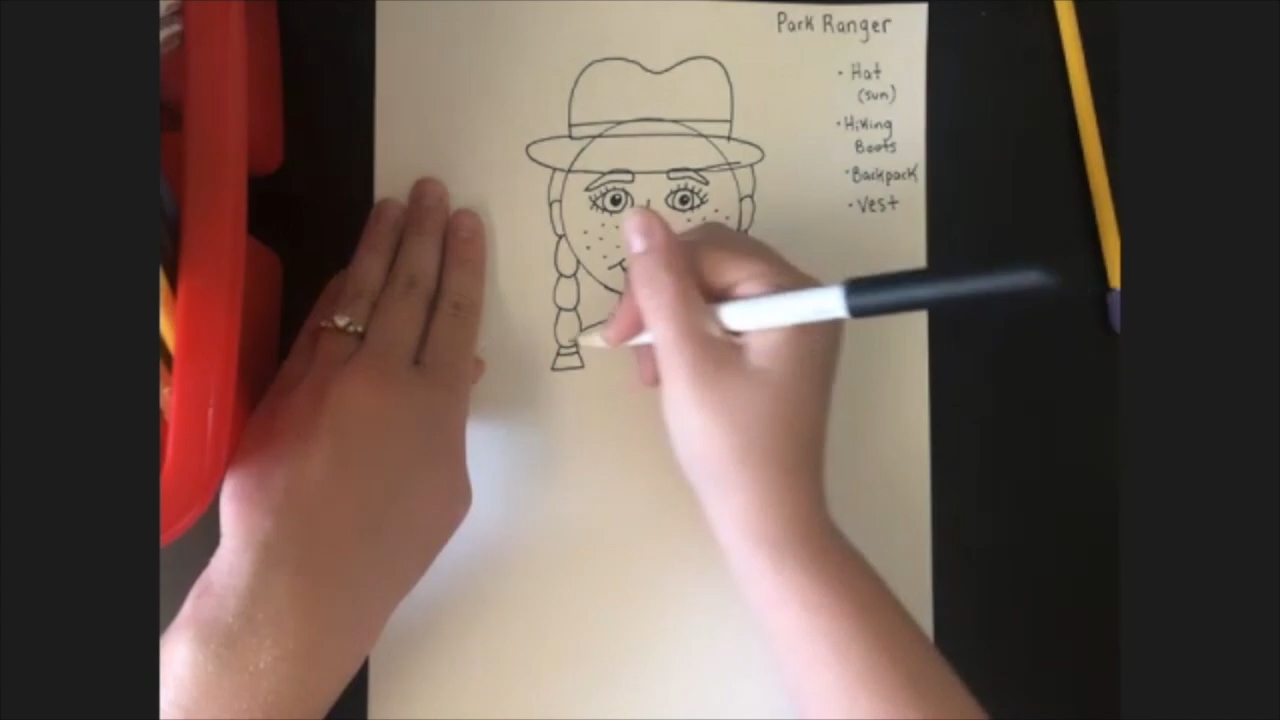 Park Ranger
· Hat
(sun)
· Hiking
Boots
· Backpack
· Vest